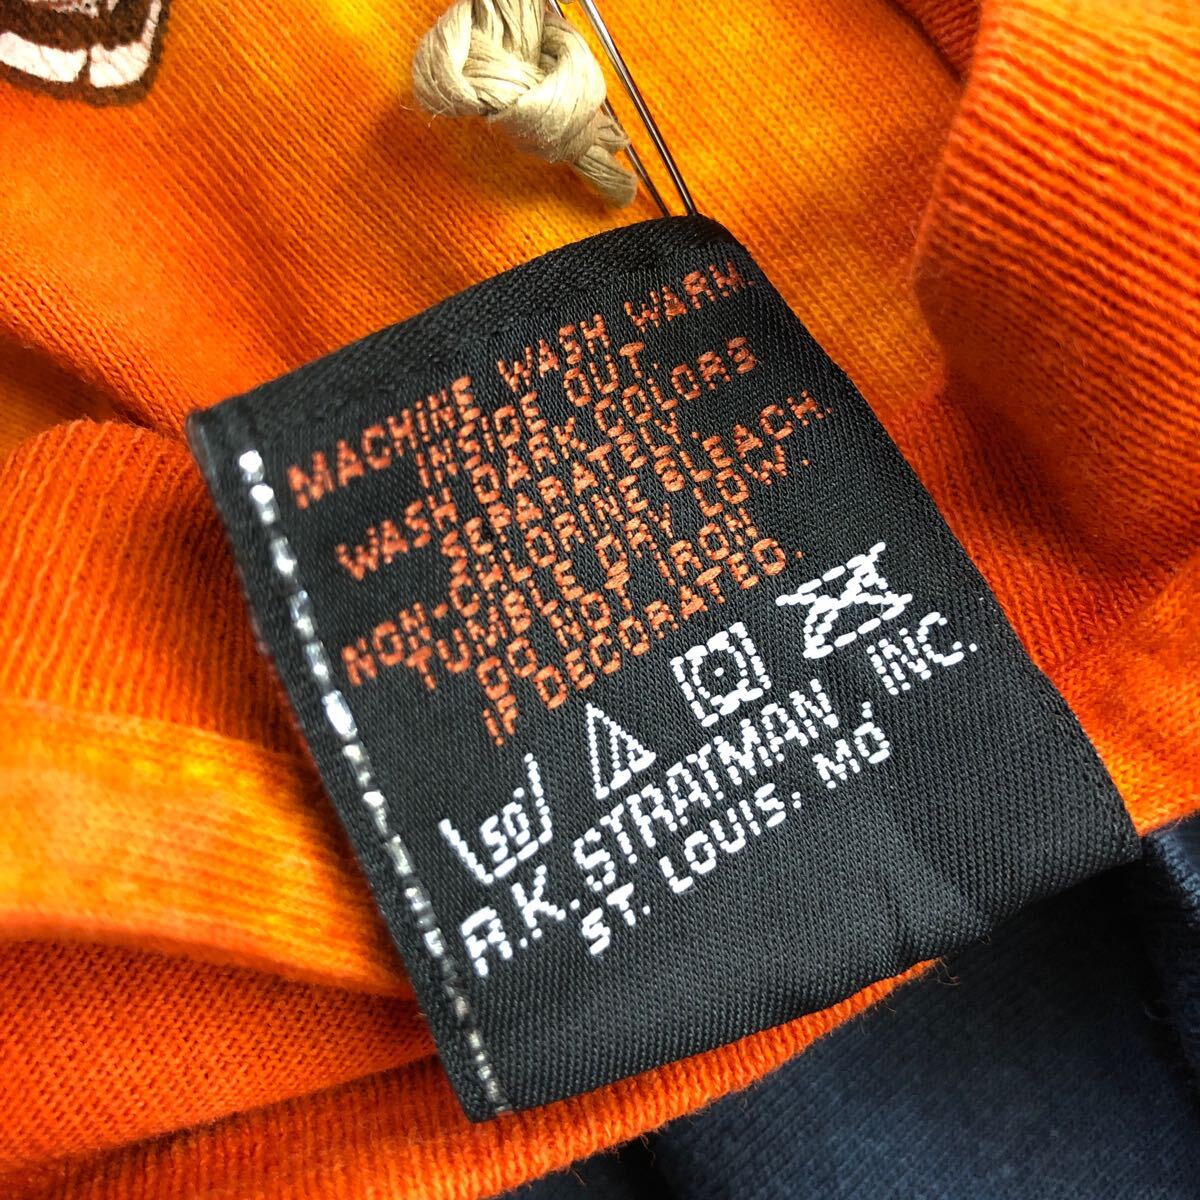 MACHINE WASH WARM,
INSIDE OUT
WASH DARK COLORS
SEPARATELY.
NON-CHLORINE BLEACH.
TUMBLE DRY LOW.
DO NOT IRON
IF DECORATED.
50
R.K. STRATMAN, INC.
ST. LOUIS, MO